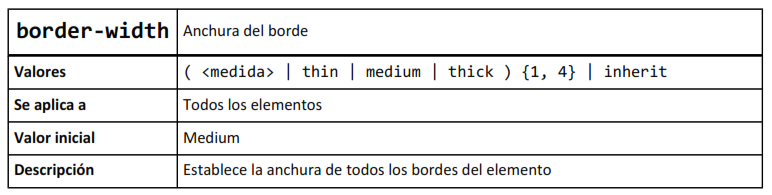 border-width Anchura del borde
Valores ( <medida> | thin | medium | thick ) {1, 4} | inherit
Se aplica a Todos los elementos
Valor inicial Medium
Descripción Establece la anchura de todos los bordes del elemento